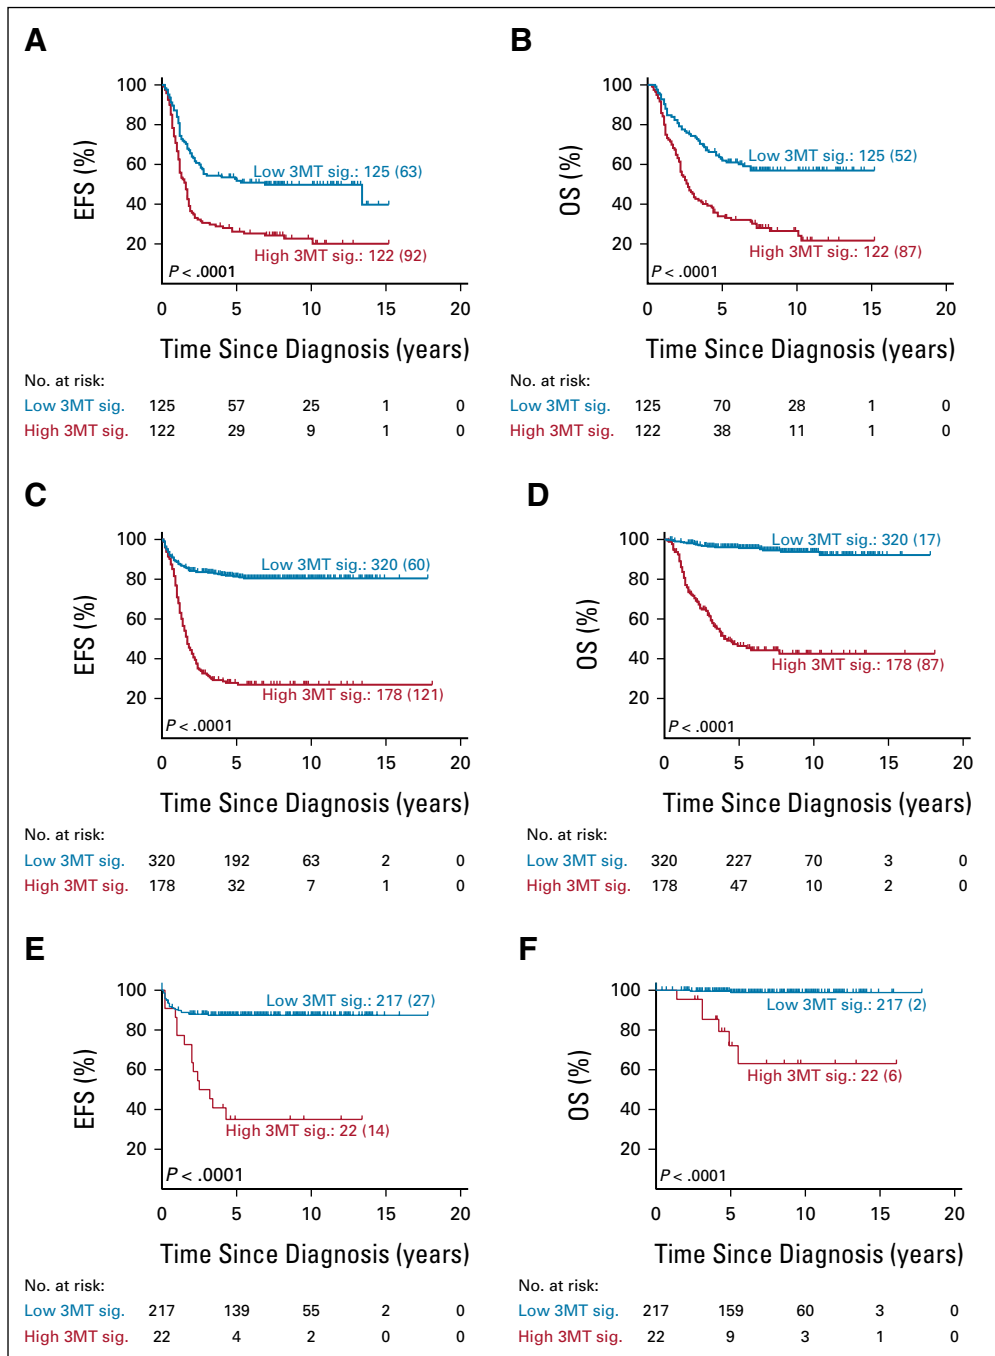 A
EFS (%)
100
80
60
40
20
Low 3MT sig.: 125 (63)
High 3MT sig.: 122 (92)
P < .0001
0 5 10 15 20
Time Since Diagnosis (years)
No. at risk:
Low 3MT sig. 125 57 25 1 0
High 3MT sig. 122 29 9 1 0
B
OS (%)
100
80
60
40
20
Low 3MT sig.: 125 (52)
High 3MT sig.: 122 (87)
P < .0001
0 5 10 15 20
Time Since Diagnosis (years)
No. at risk:
Low 3MT sig. 125 70 28 1 0
High 3MT sig. 122 38 11 1 0
C
EFS (%)
100
80
60
40
20
Low 3MT sig.: 320 (60)
High 3MT sig.: 178 (121)
P < .0001
0 5 10 15 20
Time Since Diagnosis (years)
No. at risk:
Low 3MT sig. 320 192 63 2 0
High 3MT sig. 178 32 7 1 0
D
OS (%)
100
80
60
40
20
Low 3MT sig.: 320 (17)
High 3MT sig.: 178 (87)
P < .0001
0 5 10 15 20
Time Since Diagnosis (years)
No. at risk:
Low 3MT sig. 320 227 70 3 0
High 3MT sig. 178 47 10 2 0
E
EFS (%)
100
80
60
40
20
Low 3MT sig.: 217 (27)
High 3MT sig.: 22 (14)
P < .0001
0 5 10 15 20
Time Since Diagnosis (years)
No. at risk:
Low 3MT sig. 217 139 55 2 0
High 3MT sig. 22 4 2 0 0
F
OS (%)
100
80
60
40
20
Low 3MT sig.: 217 (2)
High 3MT sig.: 22 (6)
P < .0001
0 5 10 15 20
Time Since Diagnosis (years)
No. at risk:
Low 3MT sig. 217 159 60 3 0
High 3MT sig. 22 9 3 1 0